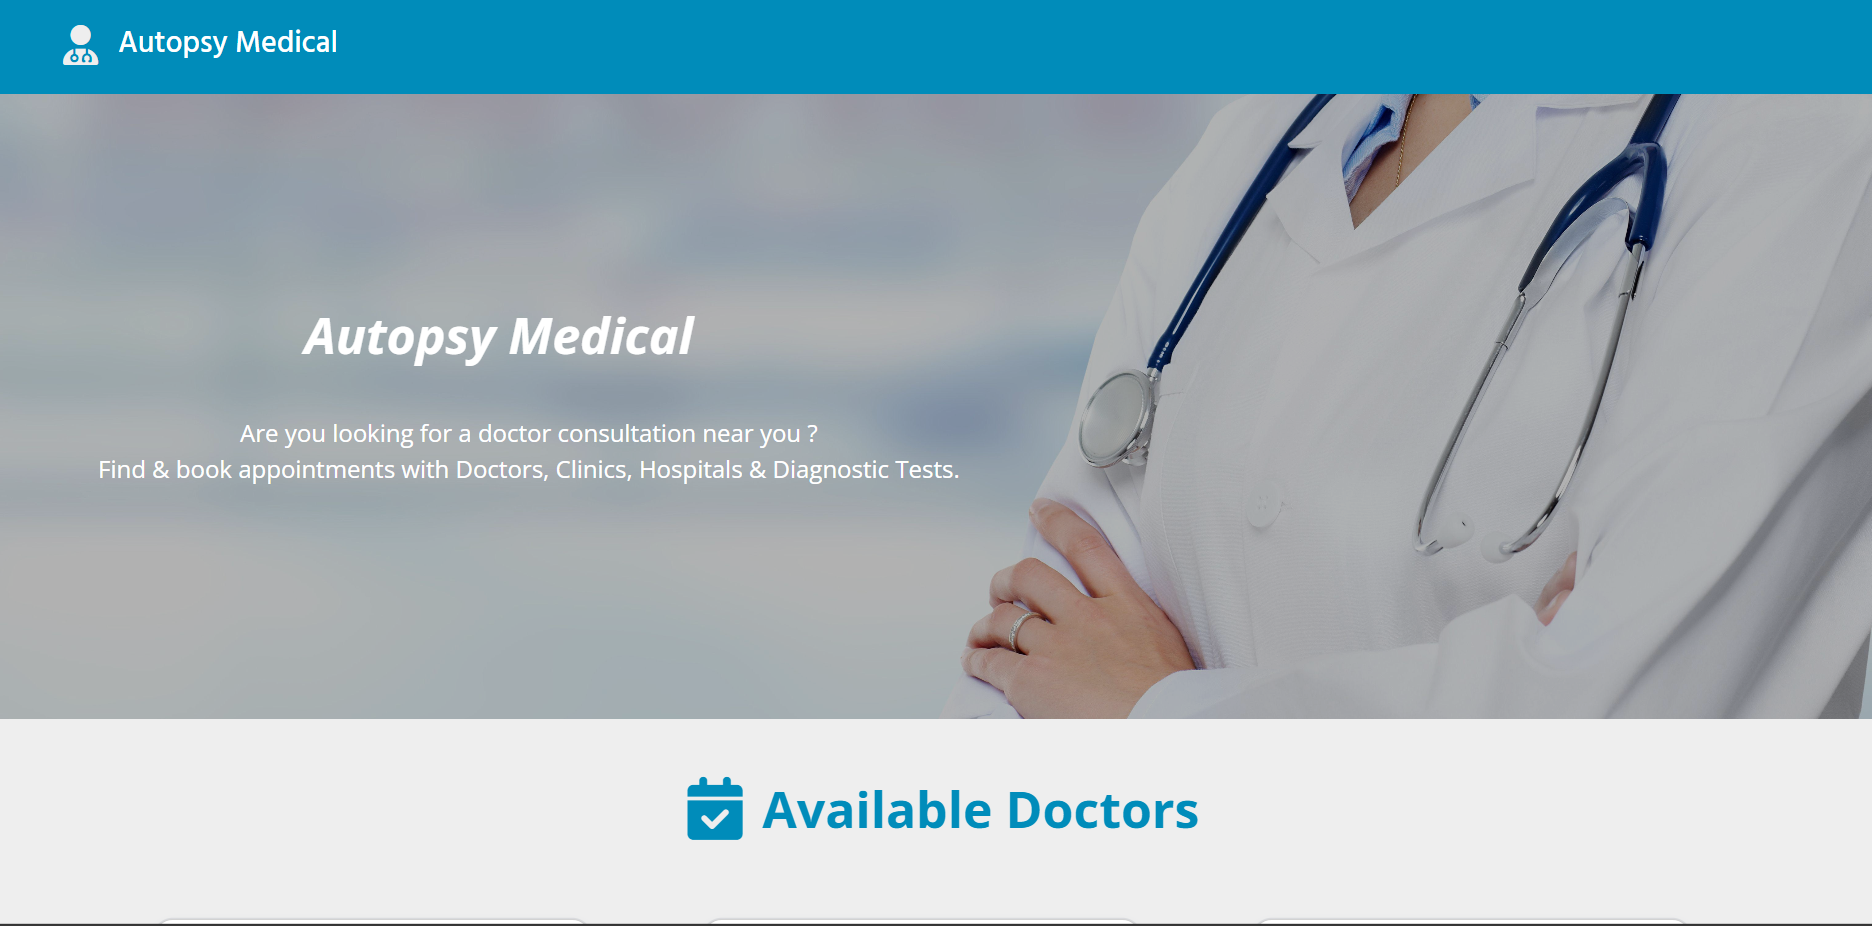 Autopsy Medical
Autopsy Medical
Are you looking for a doctor consultation near you ?
Find & book appointments with Doctors, Clinics, Hospitals & Diagnostic Tests.
Available Doctors